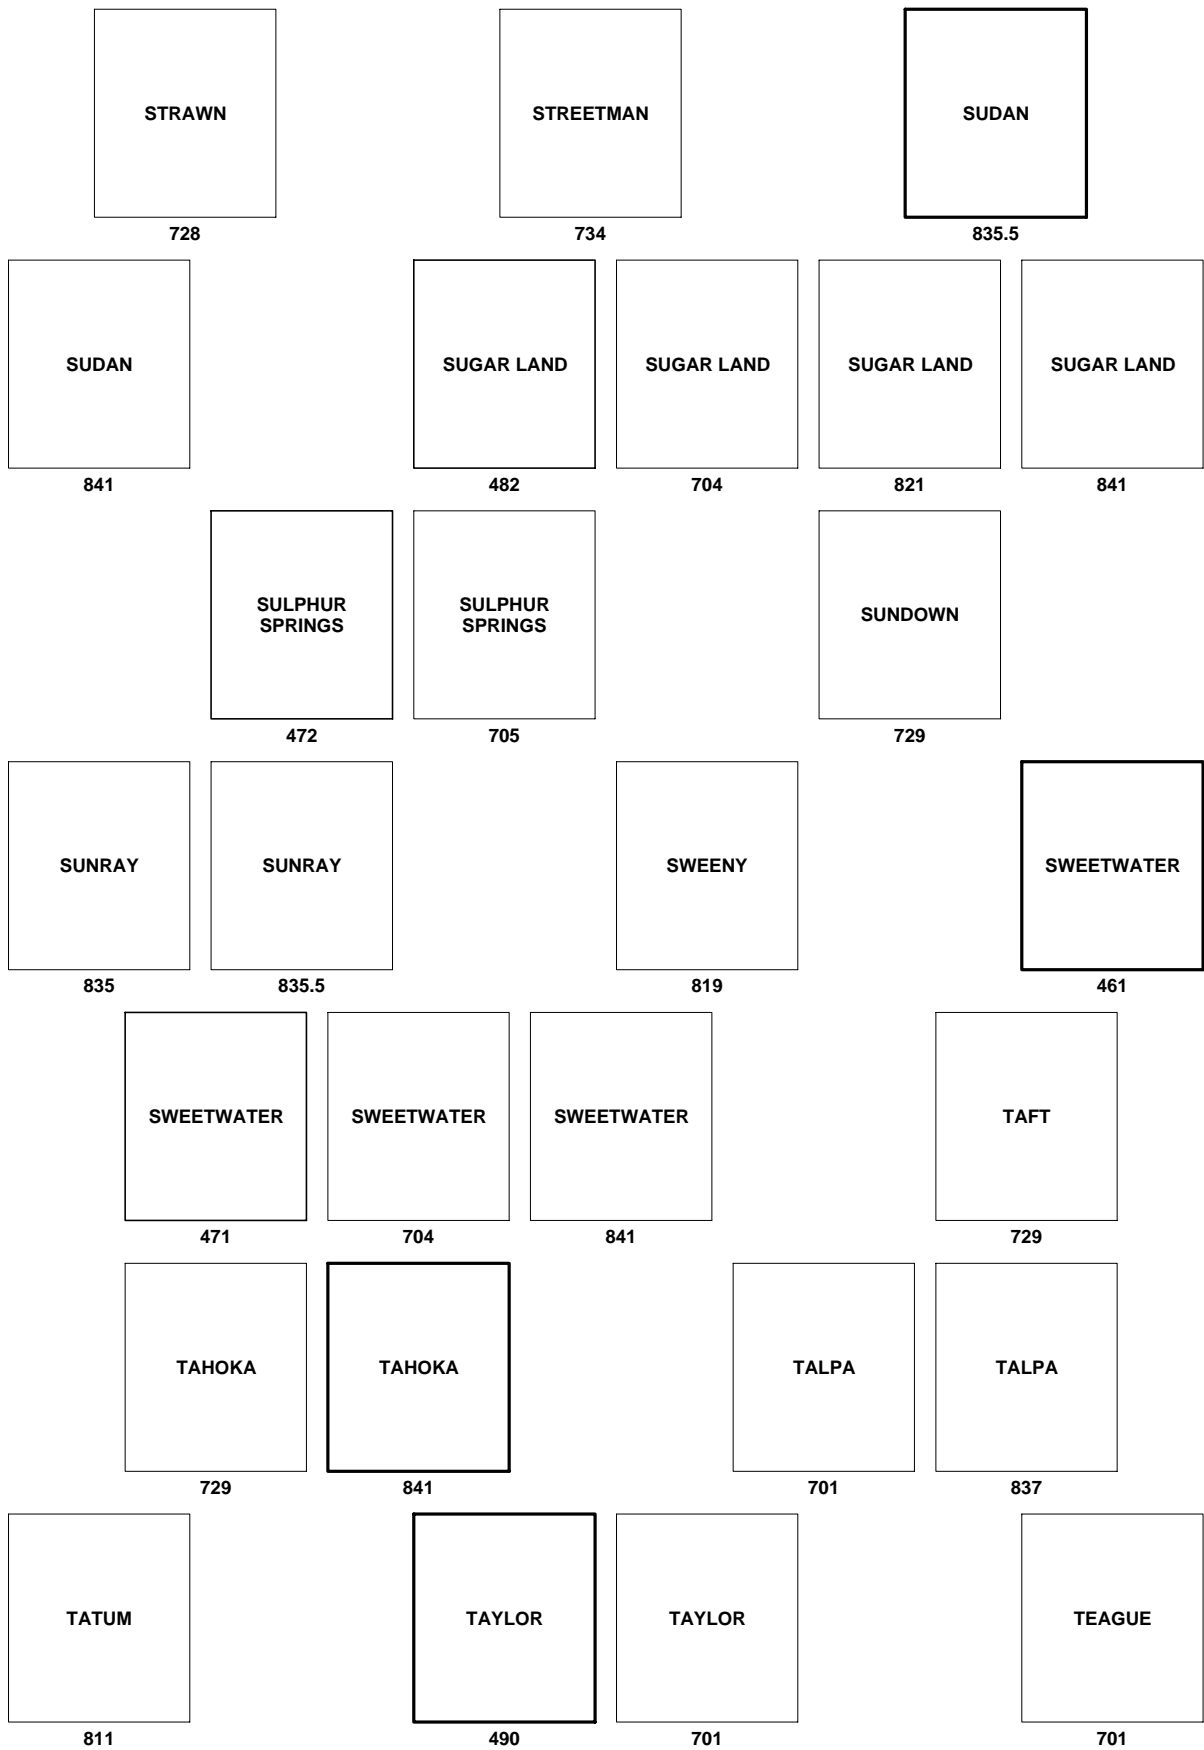 STRAWN
STREETMAN
SUDAN
728
734
835.5
SUDAN
SUGAR LAND
SUGAR LAND
SUGAR LAND
SUGAR LAND
841
482
704
821
841
SULPHUR
SPRINGS
SULPHUR
SPRINGS
SUNDOWN
472
705
729
SUNRAY
SUNRAY
SWEENY
SWEETWATER
835
835.5
819
461
SWEETWATER
SWEETWATER
SWEETWATER
TAFT
471
704
841
729
TAHOKA
TAHOKA
TALPA
TALPA
729
841
701
837
TATUM
TAYLOR
TAYLOR
TEAGUE
811
490
701
701